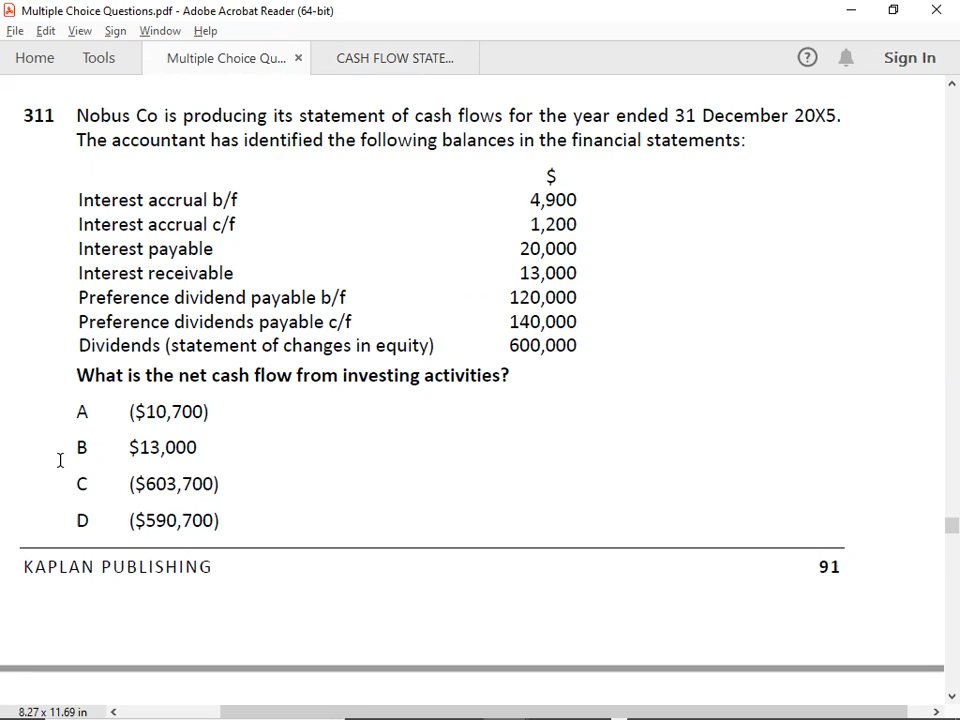 Multiple Choice Questions.pdf - Adobe Acrobat Reader (64-bit)
File Edit View Sign Window Help
Home Tools Multiple Choice Qu... × CASH FLOW STATE... ? Sign In
311 Nobus Co is producing its statement of cash flows for the year ended 31 December 20X5.
The accountant has identified the following balances in the financial statements:
$
Interest accrual b/f 4,900
Interest accrual c/f 1,200
Interest payable 20,000
Interest receivable 13,000
Preference dividend payable b/f 120,000
Preference dividends payable c/f 140,000
Dividends (statement of changes in equity) 600,000
What is the net cash flow from investing activities?
A ($10,700)
B $13,000
C ($603,700)
D ($590,700)
KAPLAN PUBLISHING 91
8.27 x 11.69 in